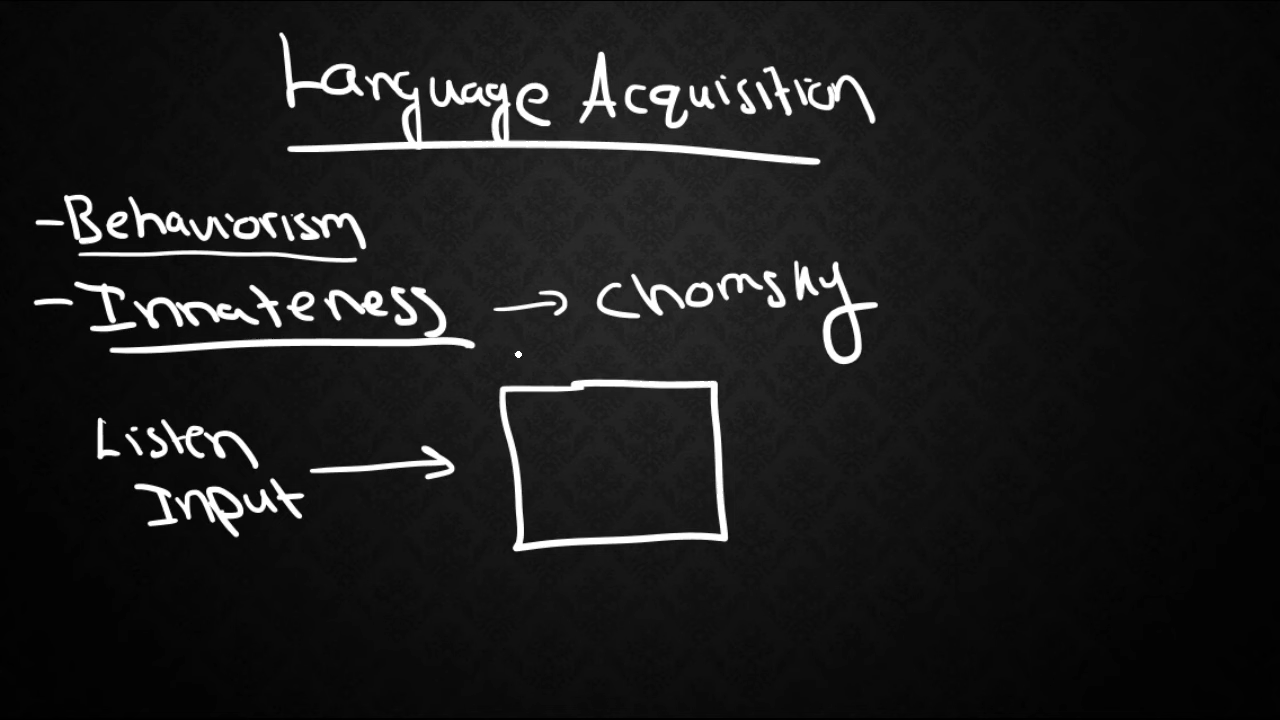 Language Acquisition
- Behaviorism
- Innateness → Chomsky
Listen
Input →